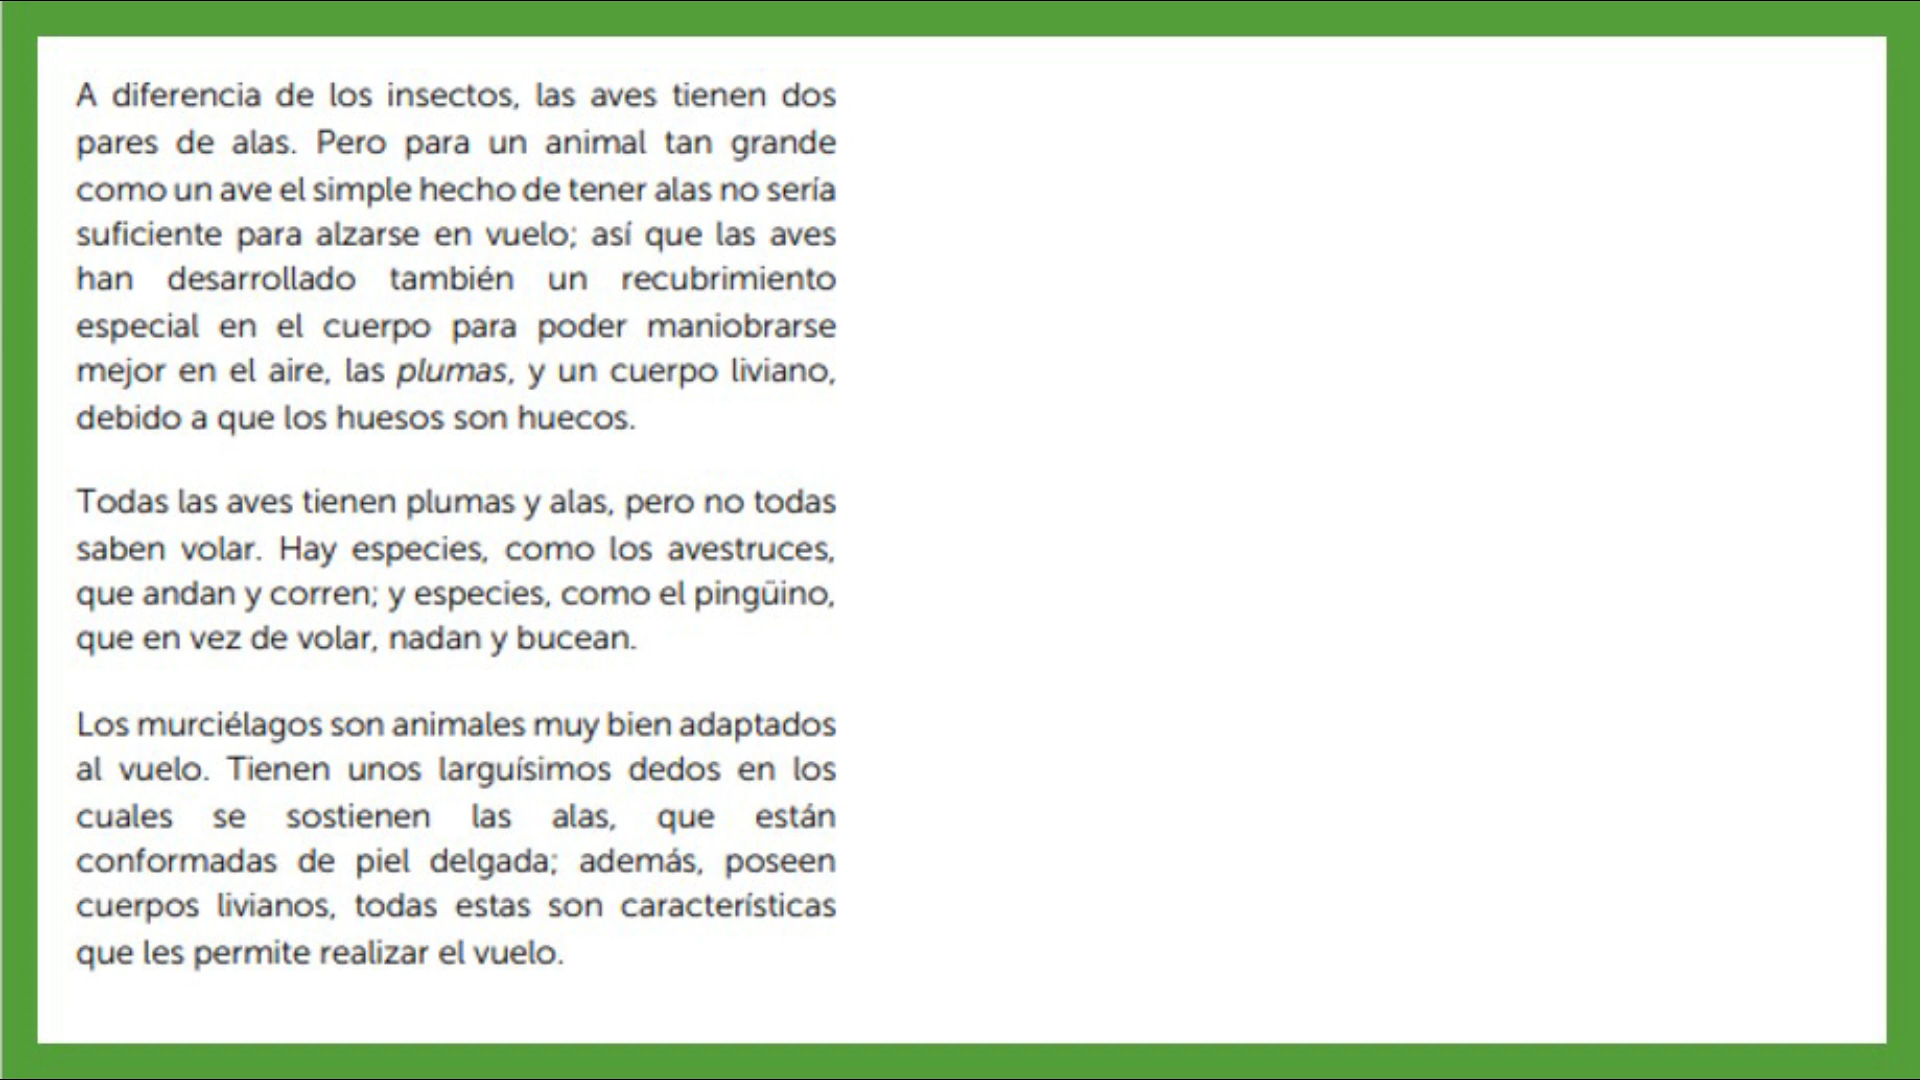 A diferencia de los insectos, las aves tienen dos
pares de alas. Pero para un animal tan grande
como un ave el simple hecho de tener alas no sería
suficiente para alzarse en vuelo; así que las aves
han desarrollado también un recubrimiento
especial en el cuerpo para poder maniobrarse
mejor en el aire, las plumas, y un cuerpo liviano,
debido a que los huesos son huecos.
Todas las aves tienen plumas y alas, pero no todas
saben volar. Hay especies, como los avestruces,
que andan y corren; y especies, como el pingüino,
que en vez de volar, nadan y bucean.
Los murciélagos son animales muy bien adaptados
al vuelo. Tienen unos larguísimos dedos en los
cuales se sostienen las alas, que están
conformadas de piel delgada; además, poseen
cuerpos livianos, todas estas son características
que les permite realizar el vuelo.